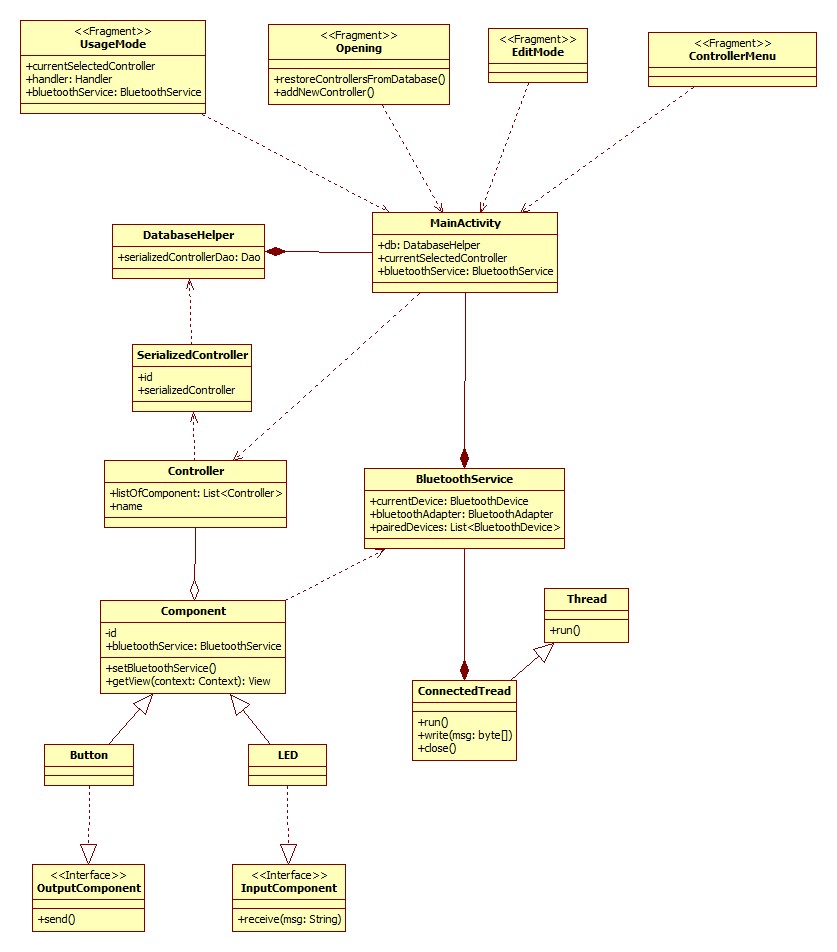 <<Fragment>>
UsageMode
+currentSelectedController
+handler: Handler
+bluetoothService: BluetoothService
<<Fragment>>
Opening
+restoreControllersFromDatabase()
+addNewController()
<<Fragment>>
EditMode
<<Fragment>>
ControllerMenu
DatabaseHelper
+serializedControllerDao: Dao
MainActivity
+db: DatabaseHelper
+currentSelectedController
+bluetoothService: BluetoothService
SerializedController
+id
+serializedController
Controller
+listOfComponent: List<Controller>
+name
BluetoothService
+currentDevice: BluetoothDevice
+bluetoothAdapter: BluetoothAdapter
+pairedDevices: List<BluetoothDevice>
Component
-id
+bluetoothService: BluetoothService
+setBluetoothService()
+getView(context: Context): View
Thread
+run()
ConnectedTread
+run()
+write(msg: byte[])
+close()
Button
LED
<<Interface>>
OutputComponent
+send()
<<Interface>>
InputComponent
+receive(msg: String)